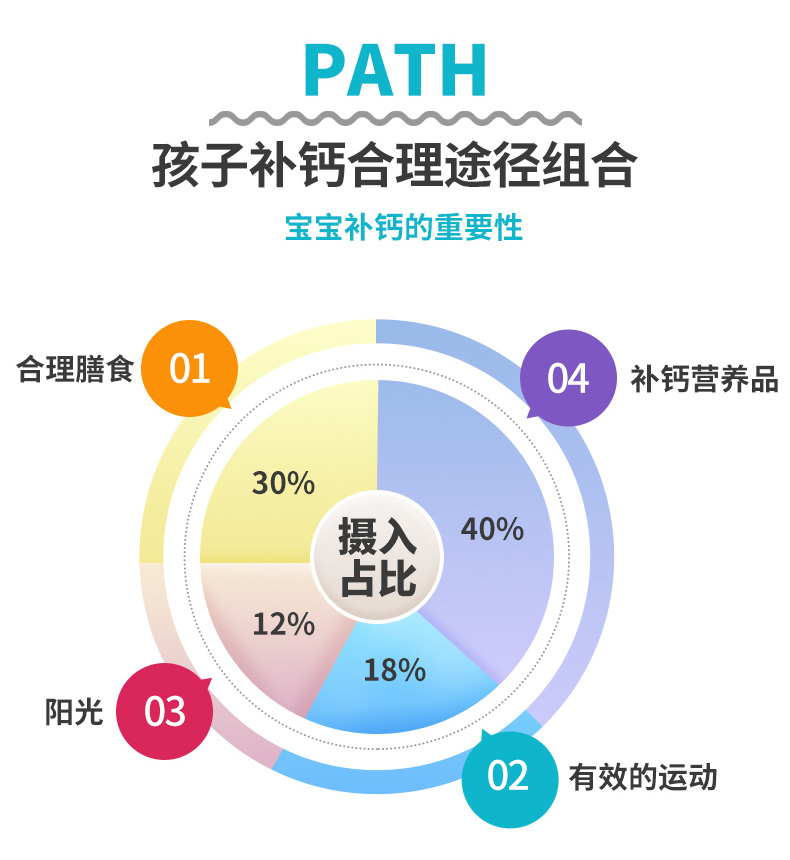 PATH
孩子补钙合理途径组合
宝宝补钙的重要性
合理膳食
01
04
补钙营养品
30%
40%
摄入
占比
12%
18%
阳光
03
02
有效的运动